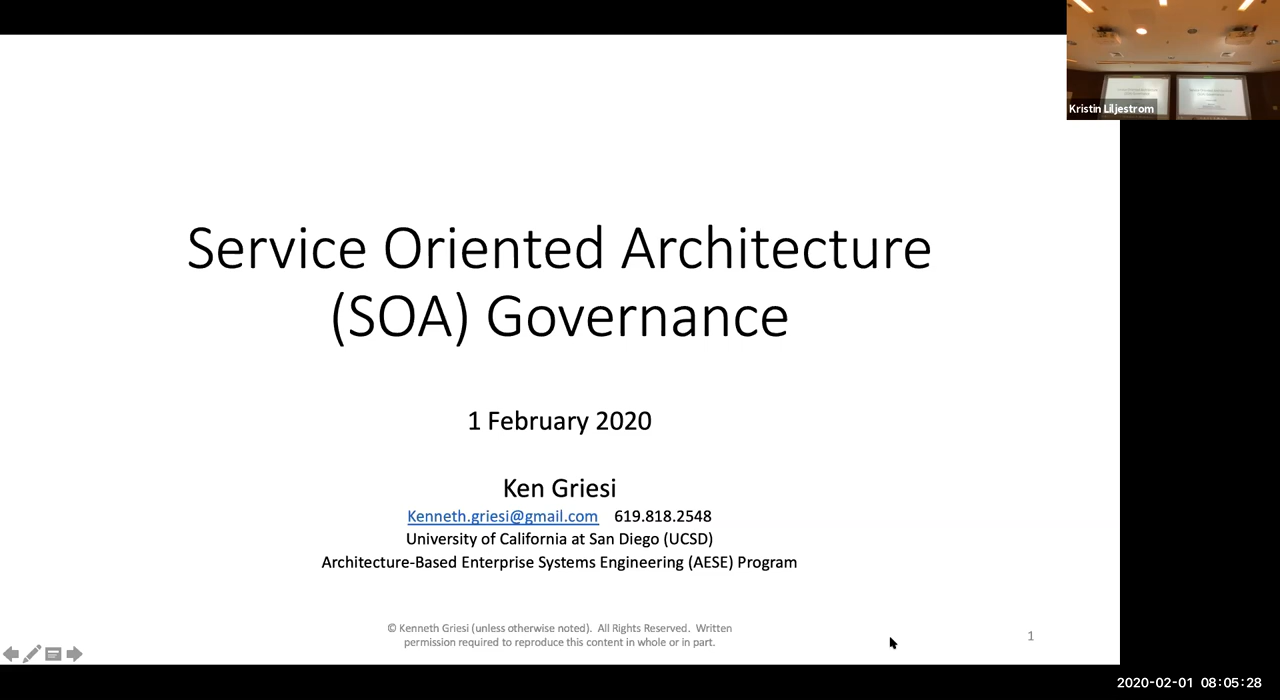 Service Oriented Architecture
(SOA) Governance
1 February 2020
Ken Griesi
Kenneth.griesi@gmail.com 619.818.2548
University of California at San Diego (UCSD)
Architecture-Based Enterprise Systems Engineering (AESE) Program
© Kenneth Griesi (unless otherwise noted). All Rights Reserved. Written
permission required to reproduce this content in whole or in part.
1
Kristin Liljestrom
2020-02-01 08:05:28